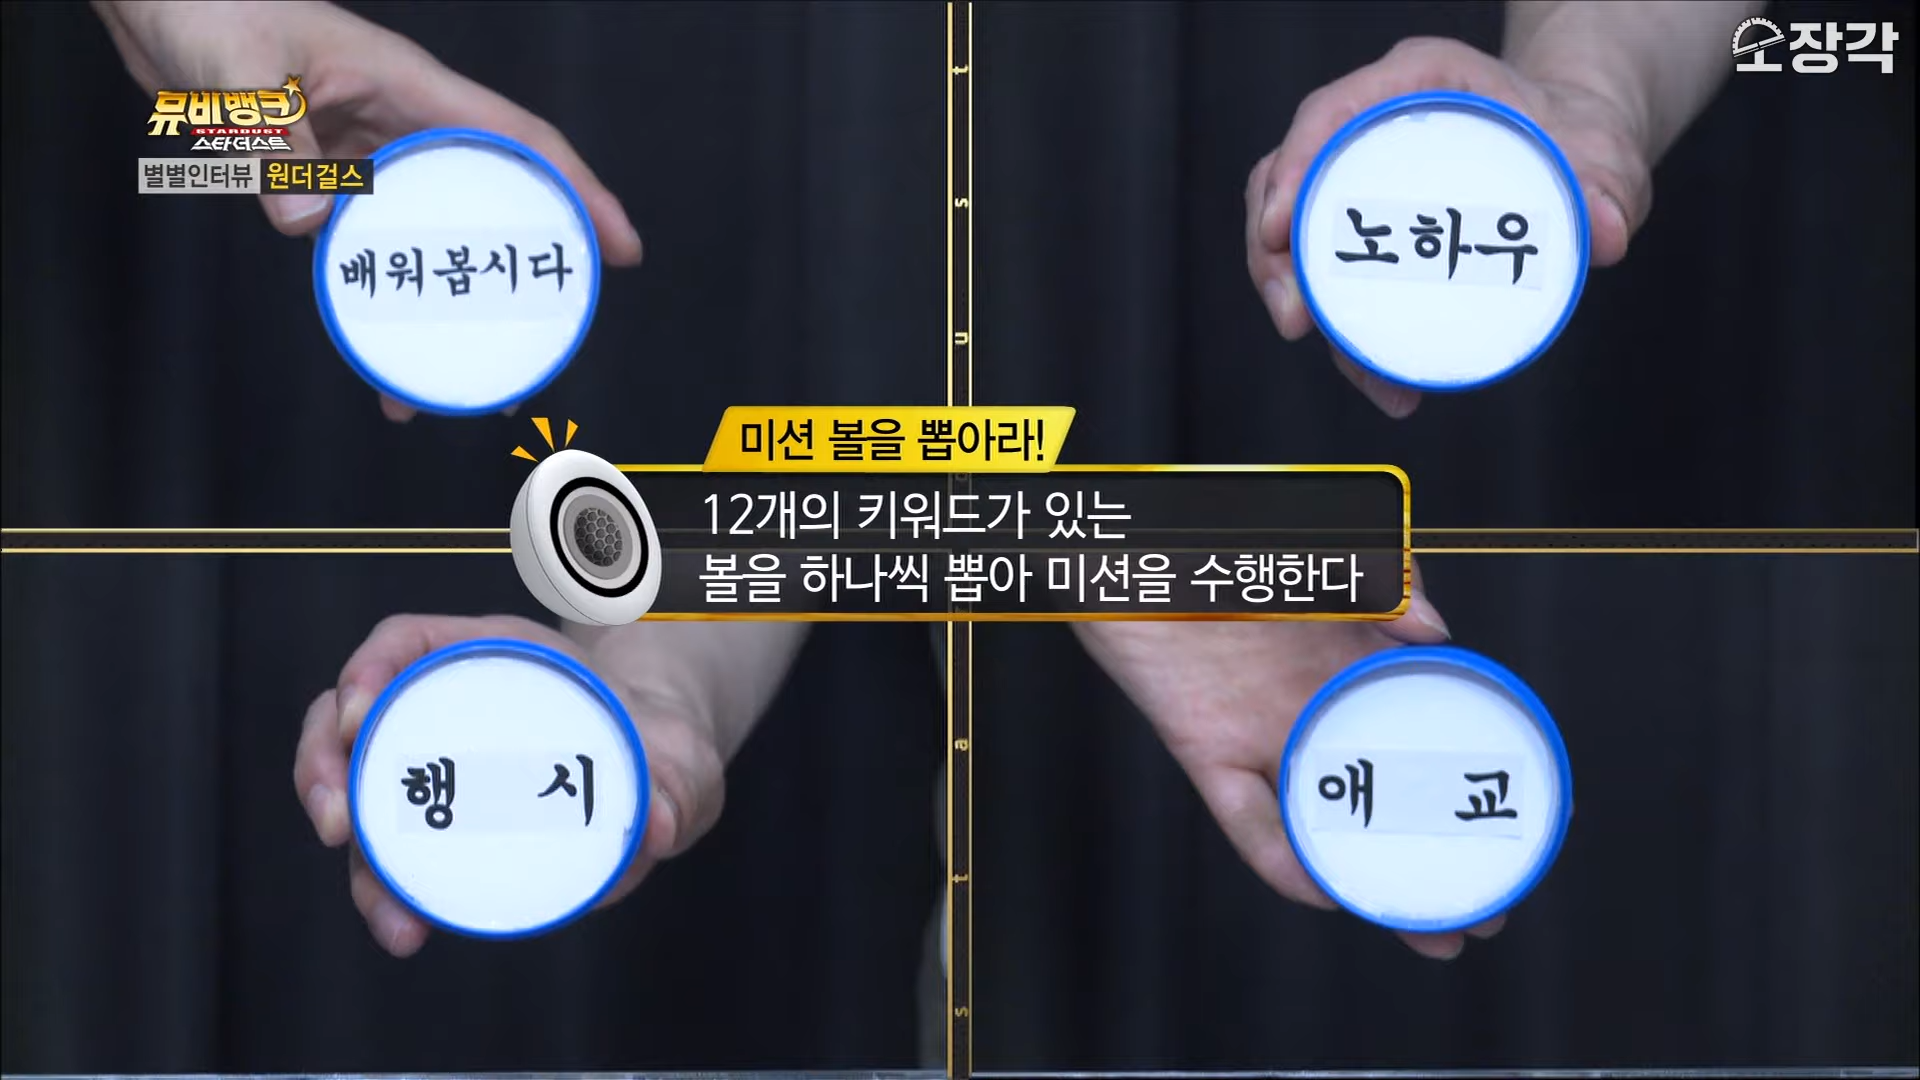 소장각
뮤비뱅크
STARDUST
스타더스트
별별인터뷰 원더걸스
배워봅시다
노하우
미션 볼을 뽑아라!
12개의 키워드가 있는
볼을 하나씩 뽑아 미션을 수행한다
행 시
애 교